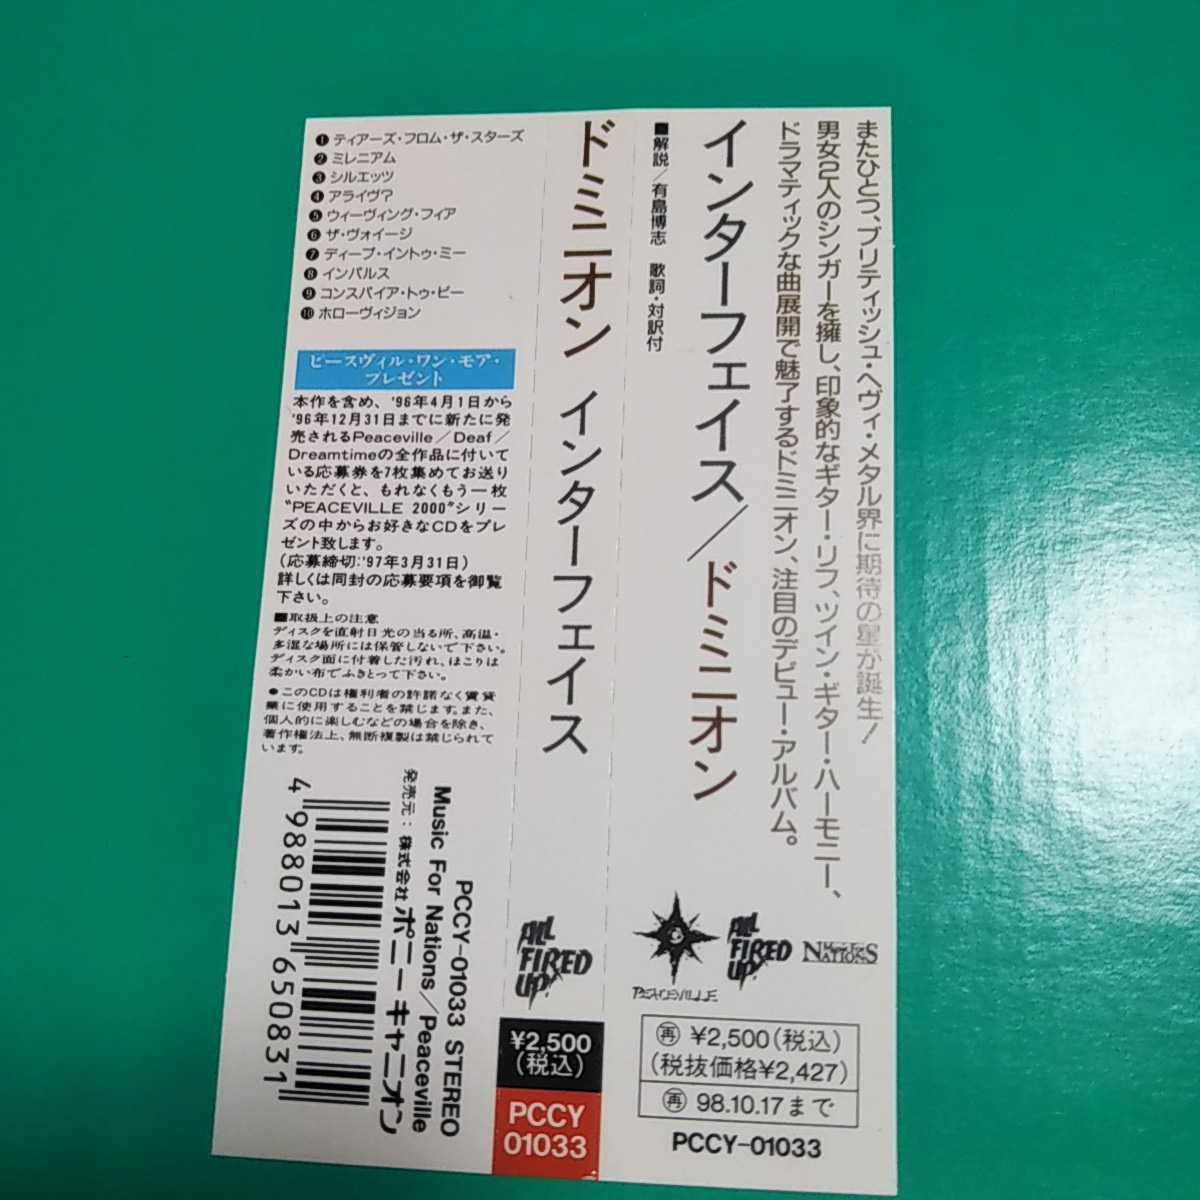 またひとつ、ブリティッシュ・ヘヴィ・メタル界に期待の星が誕生!
男女2人のシンガーを擁し、印象的なギター・リフ、ツイン・ギター・ハーモニー、
ドラマティックな曲展開で魅了するドミニオン、注目のデビュー・アルバム。
インターフェイス/ドミニオン
■解説/有島博志 歌詞・対訳付
PEACEVILLE
ALL FIRED UP!
MUSIC FOR NATIONS
再 ¥2,500(税込)
(税抜価格¥2,427)
再 98.10.17まで
PCCY-01033
ドミニオン インターフェイス
ALL FIRED UP!
¥2,500
(税込)
PCCY
01033
❶ティアーズ・フロム・ザ・スターズ
❷ミレニアム
❸シルエッツ
❹アライヴ?
❺ウィーヴィング・フィア
❻ザ・ヴォイージ
❼ディープ・イントゥ・ミー
❽インパルス
❾コンスパイア・トゥ・ビー
❿ホローヴィジョン
ピースヴィル・ワン・モア・
プレゼント
本作を含め、'96年4月1日から
'96年12月31日までに新たに発
売されるPeaceville/Deaf/
Dreamtimeの全作品に付いて
いる応募券を7枚集めてお送り
いただくと、もれなくもう一枚
"PEACEVILLE 2000"シリー
ズの中からお好きなCDをプレ
ゼント致します。
(応募締切:'97年3月31日)
詳しくは同封の応募要項を御覧
下さい。
■取扱上の注意
ディスクを直射日光の当る所、高温・
多湿な場所には保管しないで下さい。
ディスク面に付着した汚れ、ほこりは
柔かい布でふきとって下さい。
●このCDは権利者の許諾なく賃貸
業に使用することを禁じます。また、
個人的に楽しむなどの場合を除き、
著作権法上、無断複製は禁じられて
います。
PCCY-01033 STEREO
Music For Nations/Peaceville
発売元:株式会社ポニーキャニオン
4 988013 650831